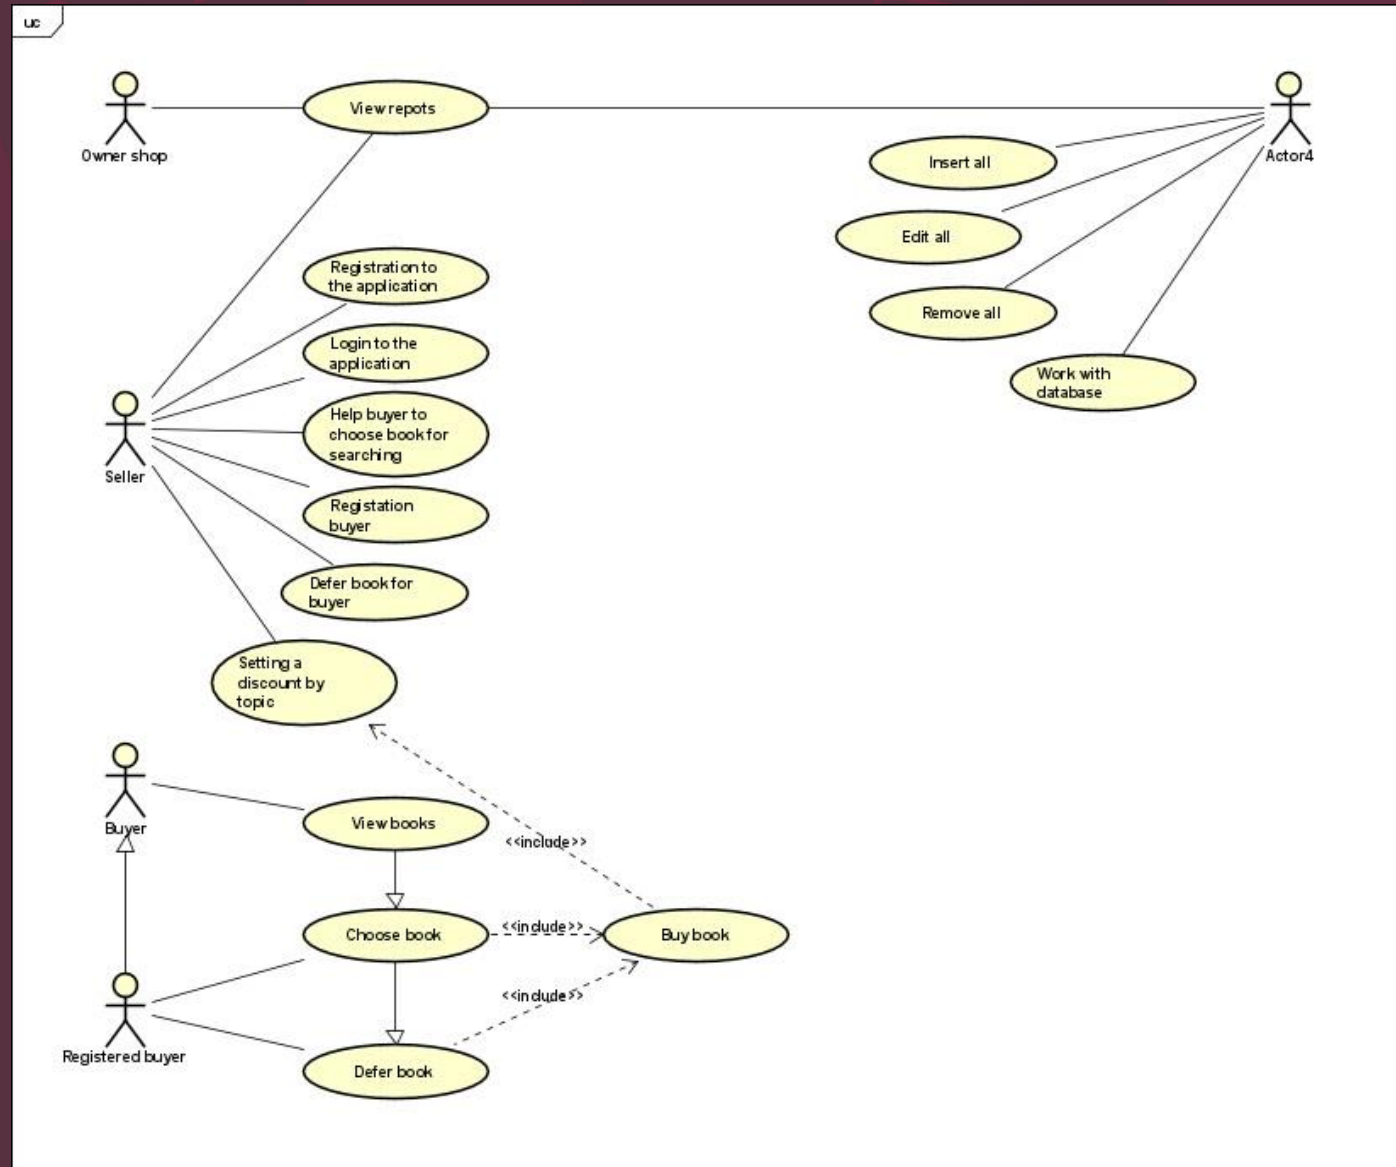 uc
View repots
Owner shop
Actor4
Insert all
Edit all
Remove all
Work with
database
Registration to
the application
Login to the
application
Help buyer to
choose book for
searching
Seller
Registation
buyer
Defer book for
buyer
Setting a
discount by
topic
Buyer
View books
<<include>>
Choose book
<<include>>
Buy book
<<include>>
Registered buyer
Defer book